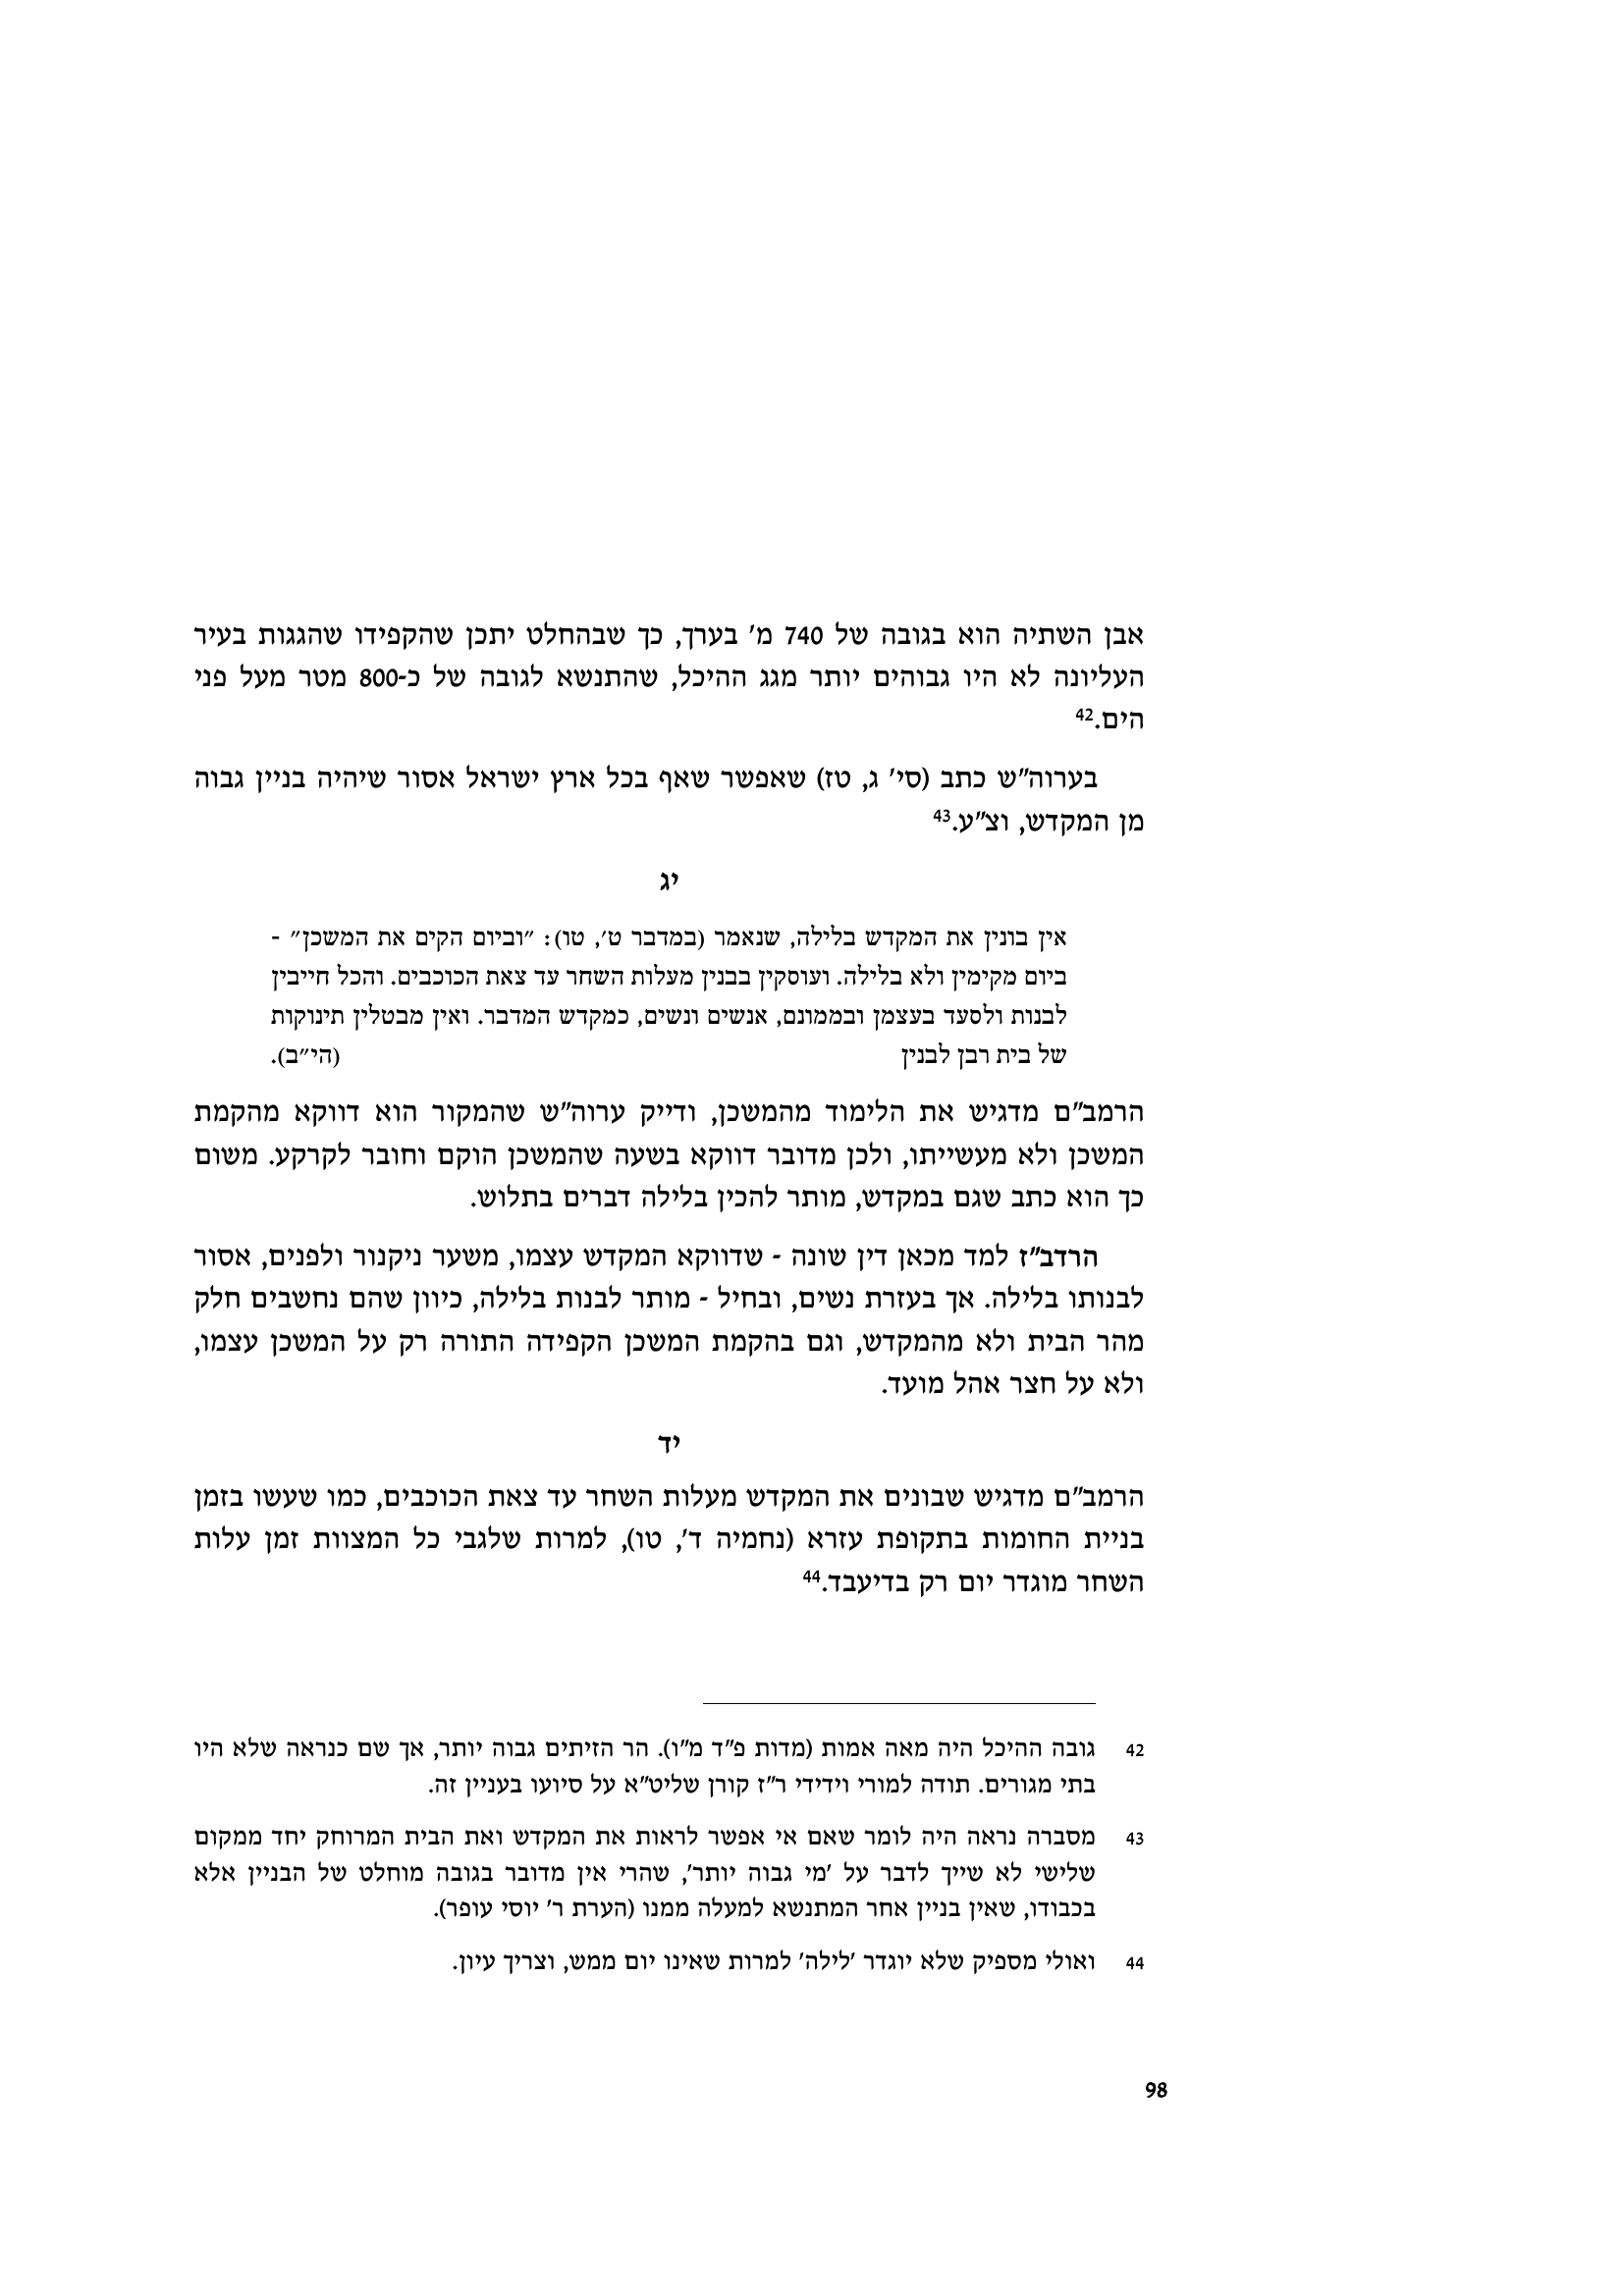 אבן השתיה הוא בגובה של 740 מ' בערך, כך שבהחלט יתכן שהקפידו שהגגות בעיר
העליונה לא היו גבוהים יותר מגג ההיכל, שהתנשא לגובה של כ-800 מטר מעל פני
הים.42
בערוה"ש כתב (סי' ג, טז) שאפשר שאף בכל ארץ ישראל אסור שיהיה בניין גבוה
מן המקדש, וצ"ע.43
יג
אין בונין את המקדש בלילה, שנאמר (במדבר ט', טו): "וביום הקים את המשכן" -
ביום מקימין ולא בלילה. ועוסקין בבנין מעלות השחר עד צאת הכוכבים. והכל חייבין
לבנות ולסעד בעצמן ובממונם, אנשים ונשים, כמקדש המדבר. ואין מבטלין תינוקות
של בית רבן לבנין (הי"ב).
הרמב"ם מדגיש את הלימוד מהמשכן, ודייק ערוה"ש שהמקור הוא דווקא מהקמת
המשכן ולא מעשייתו, ולכן מדובר דווקא בשעה שהמשכן הוקם וחובר לקרקע. משום
כך הוא כתב שגם במקדש, מותר להכין בלילה דברים בתלוש.
הרדב"ז למד מכאן דין שונה - שדווקא המקדש עצמו, משער ניקנור ולפנים, אסור
לבנותו בלילה. אך בעזרת נשים, ובחיל - מותר לבנות בלילה, כיוון שהם נחשבים חלק
מהר הבית ולא מהמקדש, וגם בהקמת המשכן הקפידה התורה רק על המשכן עצמו,
ולא על חצר אהל מועד.
יד
הרמב"ם מדגיש שבונים את המקדש מעלות השחר עד צאת הכוכבים, כמו שעשו בזמן
בניית החומות בתקופת עזרא (נחמיה ד', טו), למרות שלגבי כל המצוות זמן עלות
השחר מוגדר יום רק בדיעבד.44
42 גובה ההיכל היה מאה אמות (מדות פ"ד מ"ו). הר הזיתים גבוה יותר, אך שם כנראה שלא היו
בתי מגורים. תודה למורי וידידי ר"ז קורן שליט"א על סיועו בעניין זה.
43 מסברה נראה היה לומר שאם אי אפשר לראות את המקדש ואת הבית המרוחק יחד ממקום
שלישי לא שייך לדבר על 'מי גבוה יותר', שהרי אין מדובר בגובה מוחלט של הבניין אלא
בכבודו, שאין בניין אחר המתנשא למעלה ממנו (הערת ר' יוסי עופר).
44 ואולי מספיק שלא יוגדר 'לילה' למרות שאינו יום ממש, וצריך עיון.
98